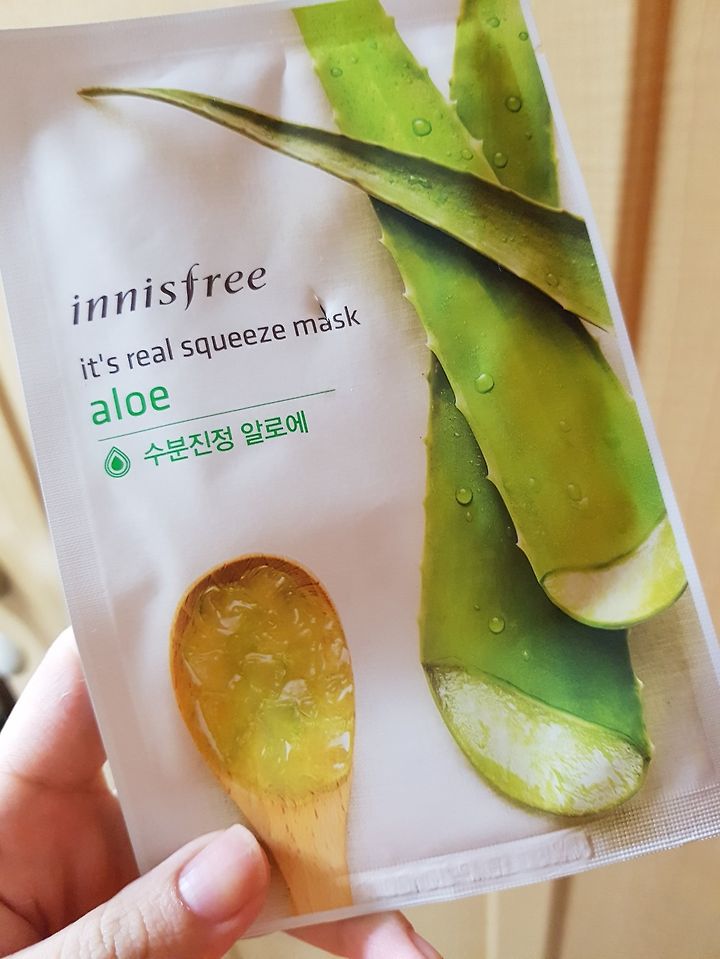 innisfree
it's real squeeze mask
aloe
수분진정 알로에